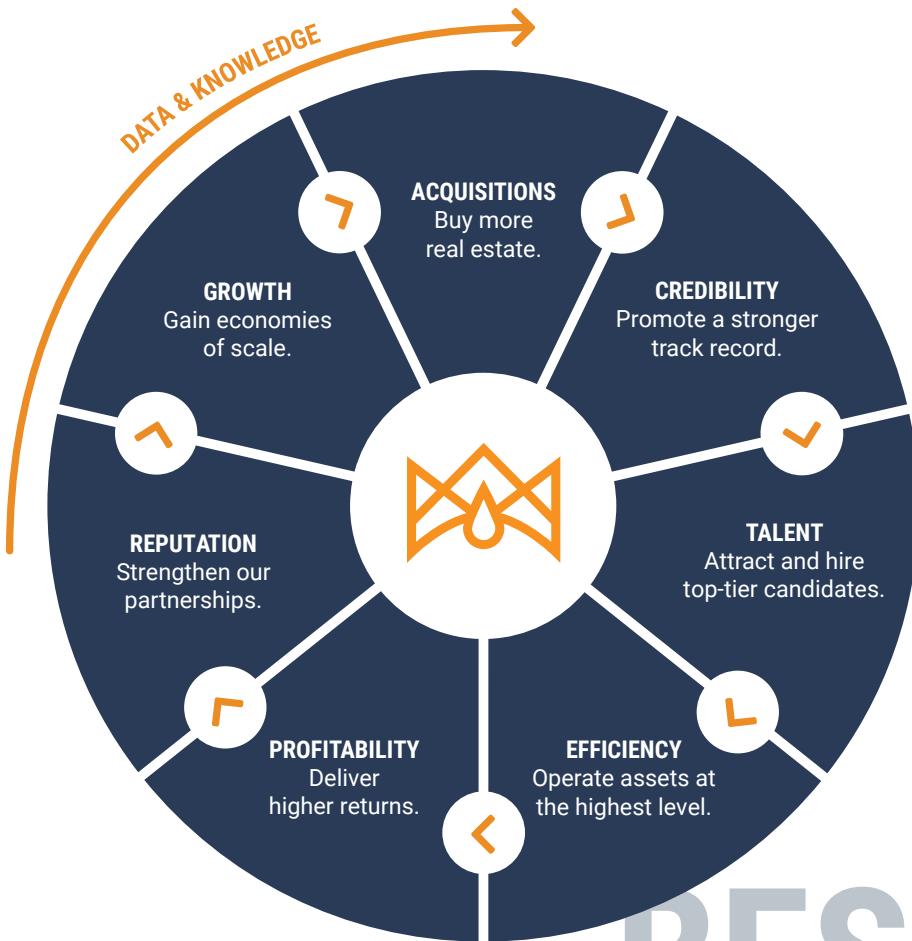 DATA & KNOWLEDGE
ACQUISITIONS
Buy more
real estate.
CREDIBILITY
Promote a stronger
track record.
TALENT
Attract and hire
top-tier candidates.
EFFICIENCY
Operate assets at
the highest level.
PROFITABILITY
Deliver
higher returns.
REPUTATION
Strengthen our
partnerships.
GROWTH
Gain economies
of scale.